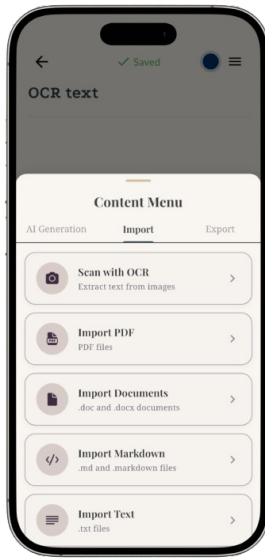 Saved
OCR text
Content Menu
AI Generation Import Export
Scan with OCR
Extract text from images
Import PDF
PDF files
Import Documents
.doc and .docx documents
Import Markdown
.md and .markdown files
Import Text
.txt files